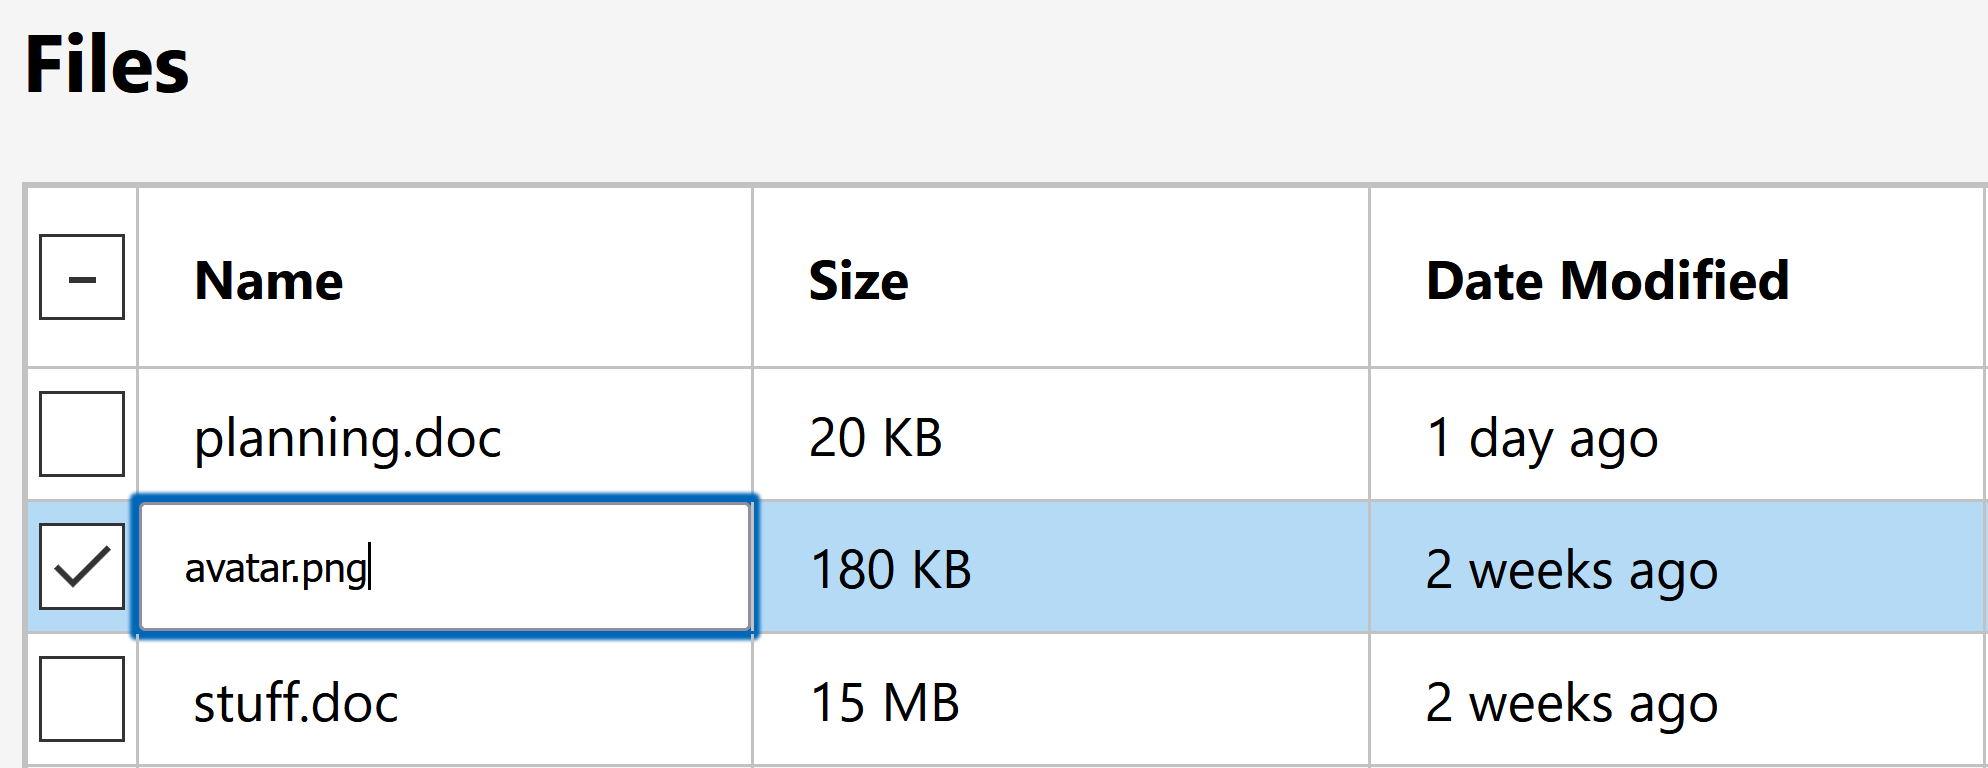 Files
Name Size Date Modified
planning.doc 20 KB 1 day ago
avatar.png 180 KB 2 weeks ago
stuff.doc 15 MB 2 weeks ago